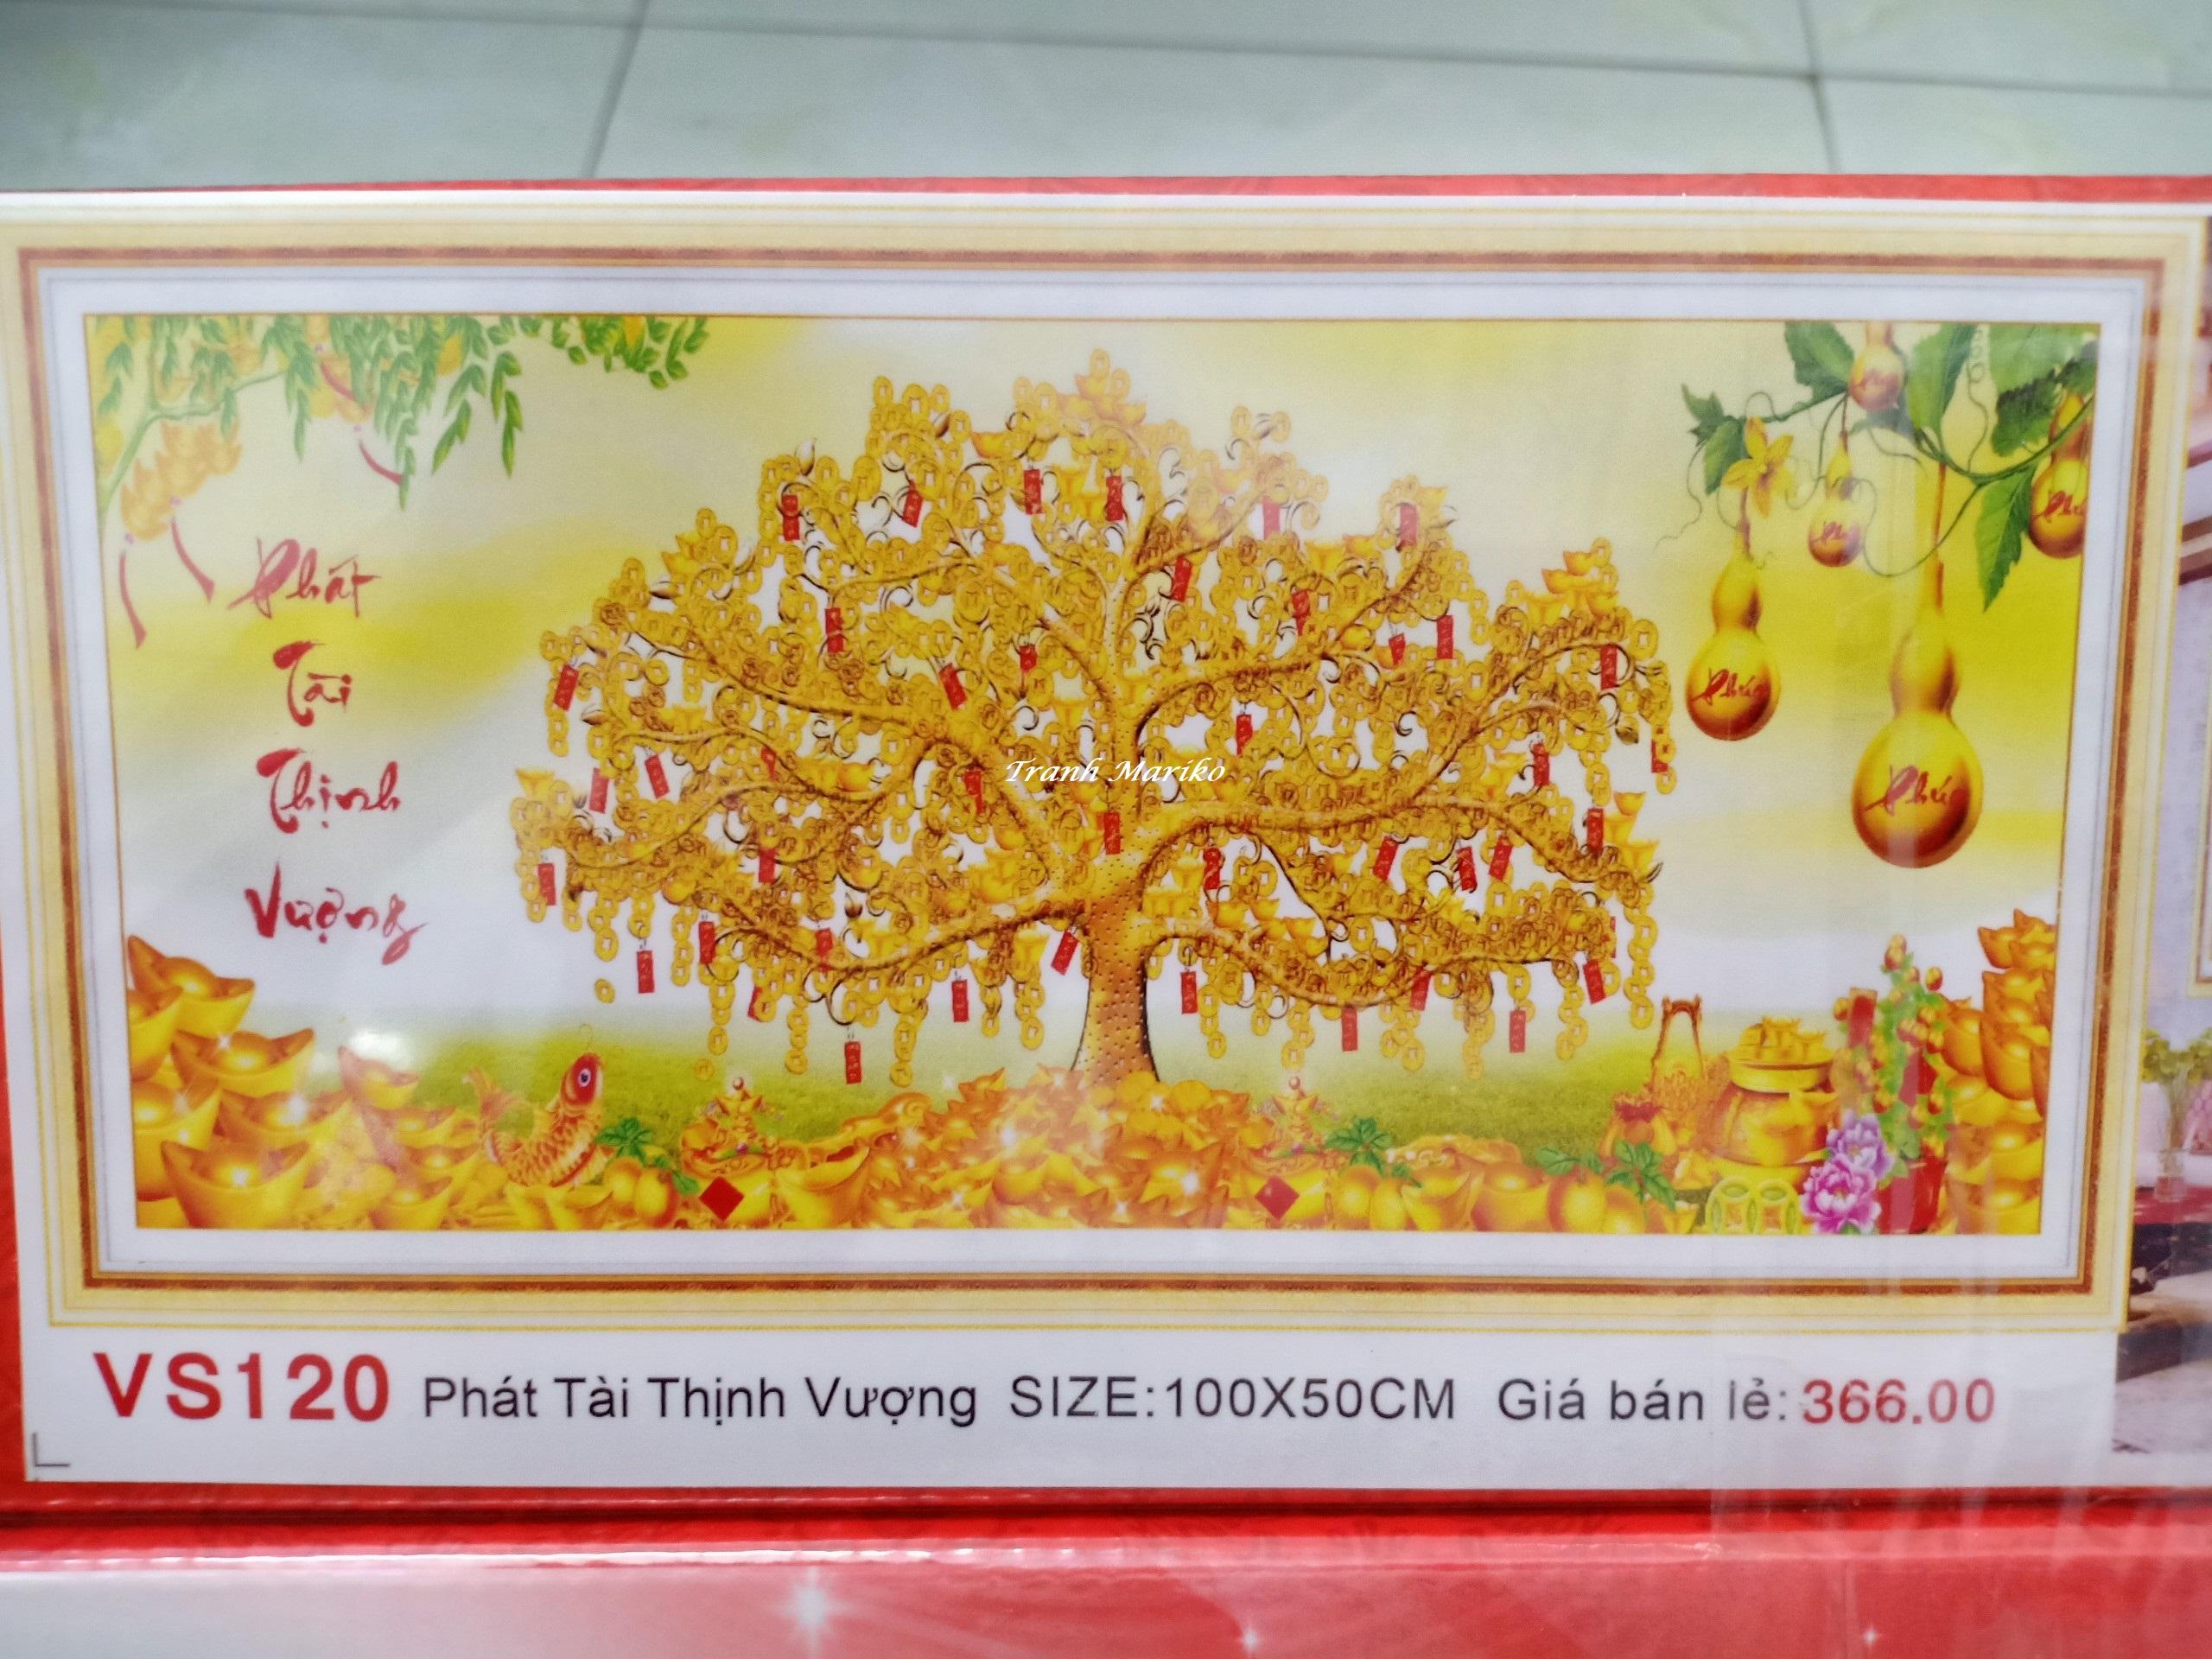 Phát
Tài
Thịnh
Vượng
Phúc
Phúc
Tranh Mariko
VS120 Phát Tài Thịnh Vượng SIZE:100X50CM Giá bán lẻ: 366.00